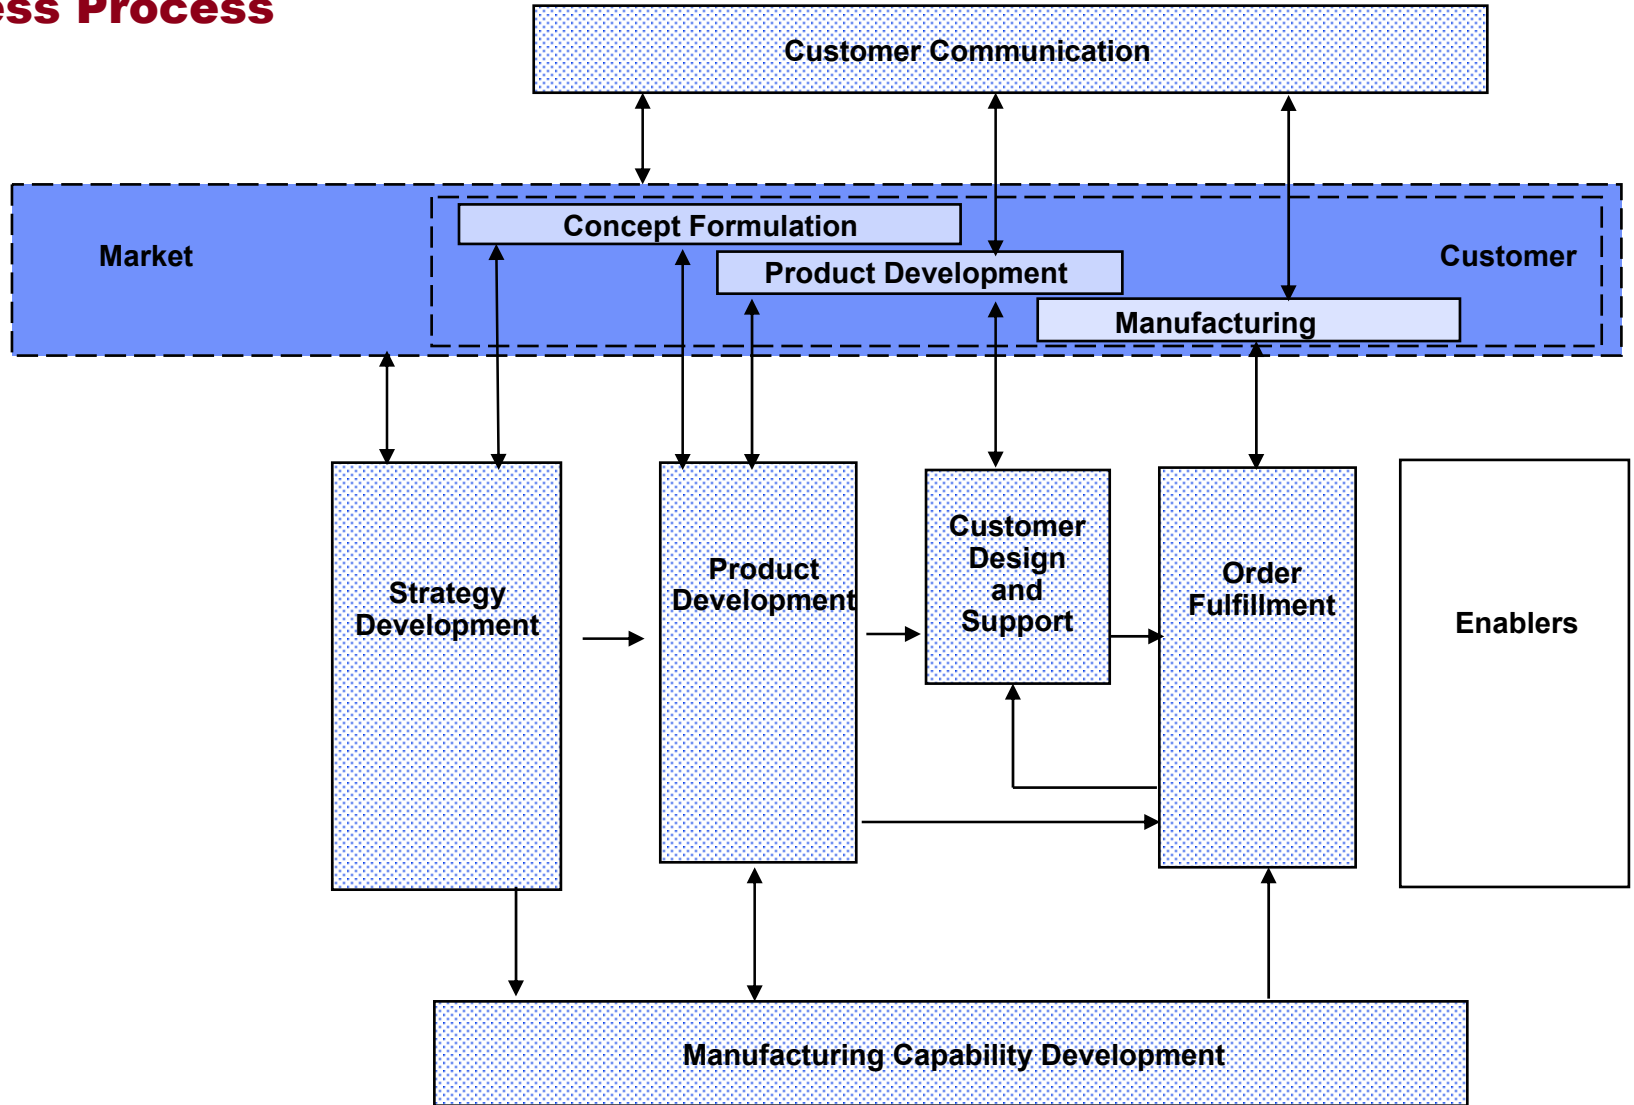 ess Process
Customer Communication
Concept Formulation
Market
Customer
Product Development
Manufacturing
Strategy
Development
Product
Development
Customer
Design
and
Support
Order
Fulfillment
Enablers
Manufacturing Capability Development